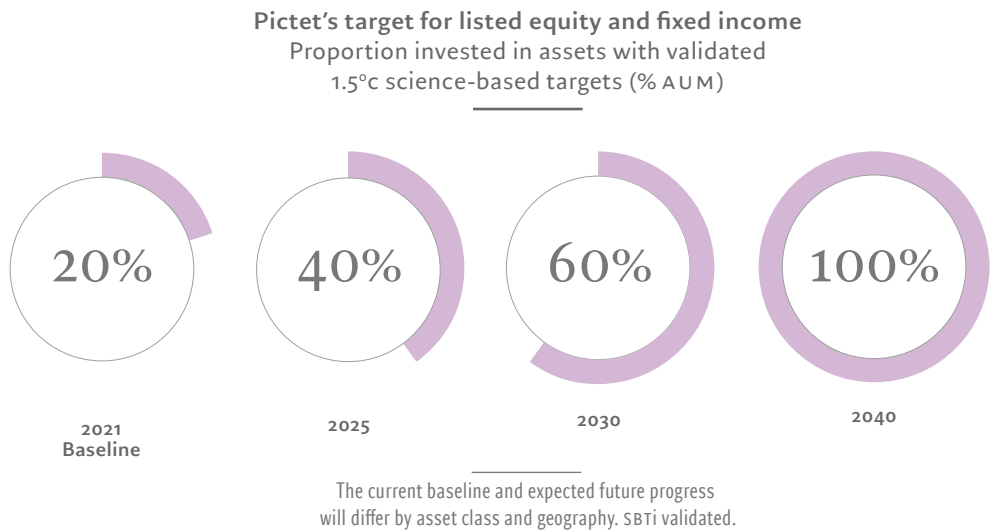 Pictet’s target for listed equity and fixed income
Proportion invested in assets with validated
1.5°c science-based targets (% AUM)
20%
40%
60%
100%
2021
Baseline
2025
2030
2040
The current baseline and expected future progress
will differ by asset class and geography. SBTi validated.